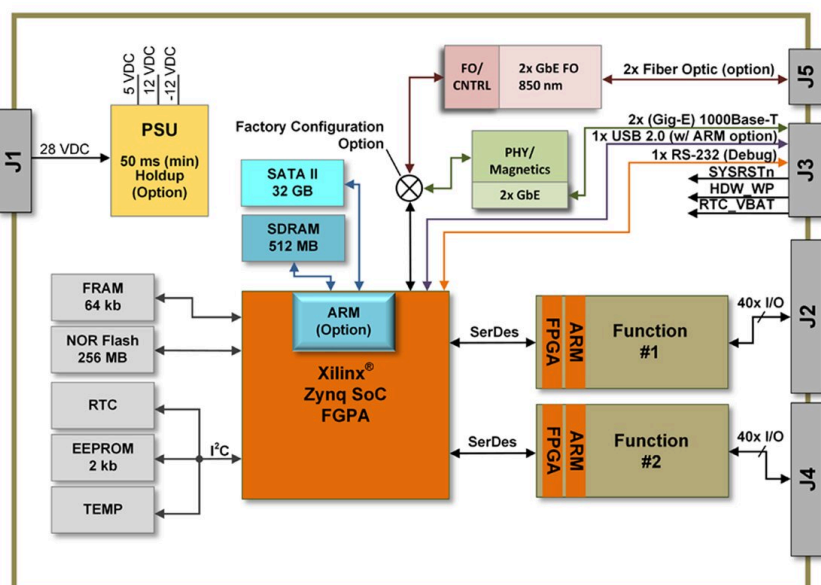 5 VDC
12 VDC
-12 VDC
J1
28 VDC
PSU
50 ms (min)
Holdup
(Option)
FO/
CNTRL
2x GbE FO
850 nm
2x Fiber Optic (option)
J5
Factory Configuration
Option
PHY/
Magnetics
2x GbE
2x (Gig-E) 1000Base-T
1x USB 2.0 (w/ ARM option)
1x RS-232 (Debug)
SYSRSTn
HDW_WP
RTC_VBAT
J3
SATA II
32 GB
SDRAM
512 MB
FRAM
64 kb
NOR Flash
256 MB
RTC
EEPROM
2 kb
TEMP
I²C
ARM
(Option)
Xilinx®
Zynq SoC
FGPA
SerDes
FPGA
ARM
Function
#1
40x I/O
J2
SerDes
FPGA
ARM
Function
#2
40x I/O
J4